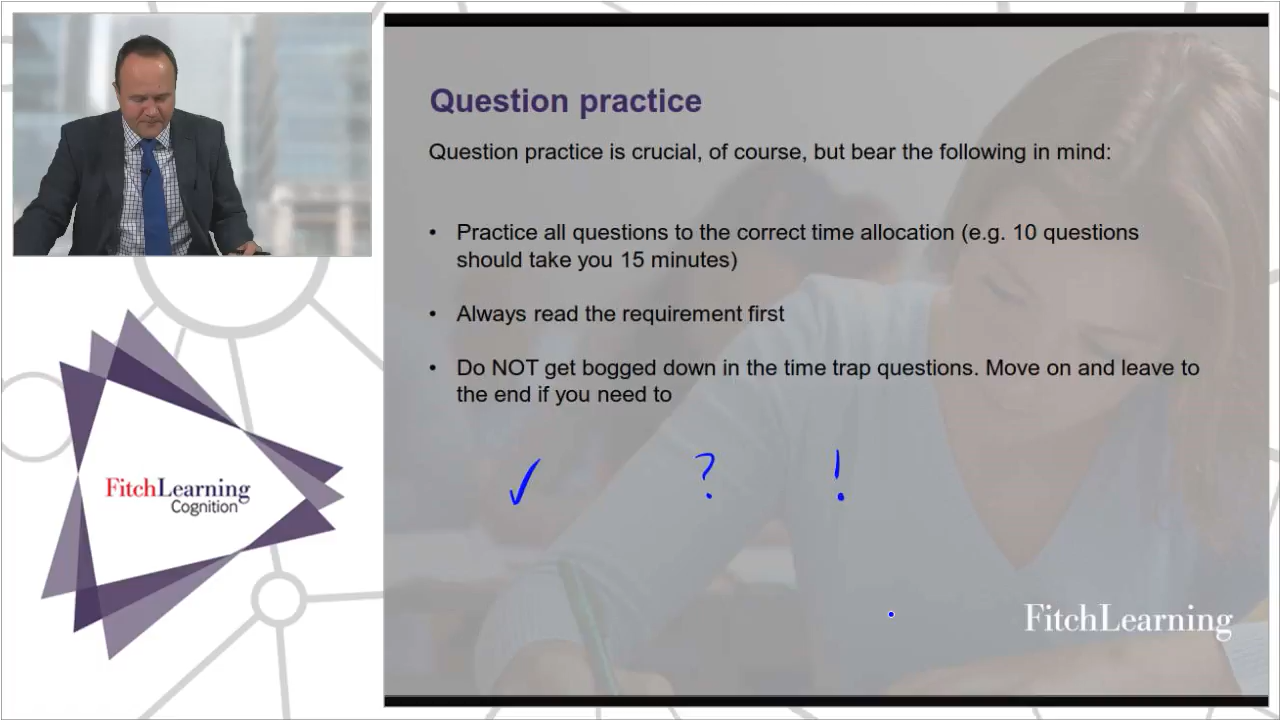 Question practice
Question practice is crucial, of course, but bear the following in mind:
• Practice all questions to the correct time allocation (e.g. 10 questions
should take you 15 minutes)
• Always read the requirement first
• Do NOT get bogged down in the time trap questions. Move on and leave to
the end if you need to
✓ ? !
FitchLearning
Cognition
FitchLearning